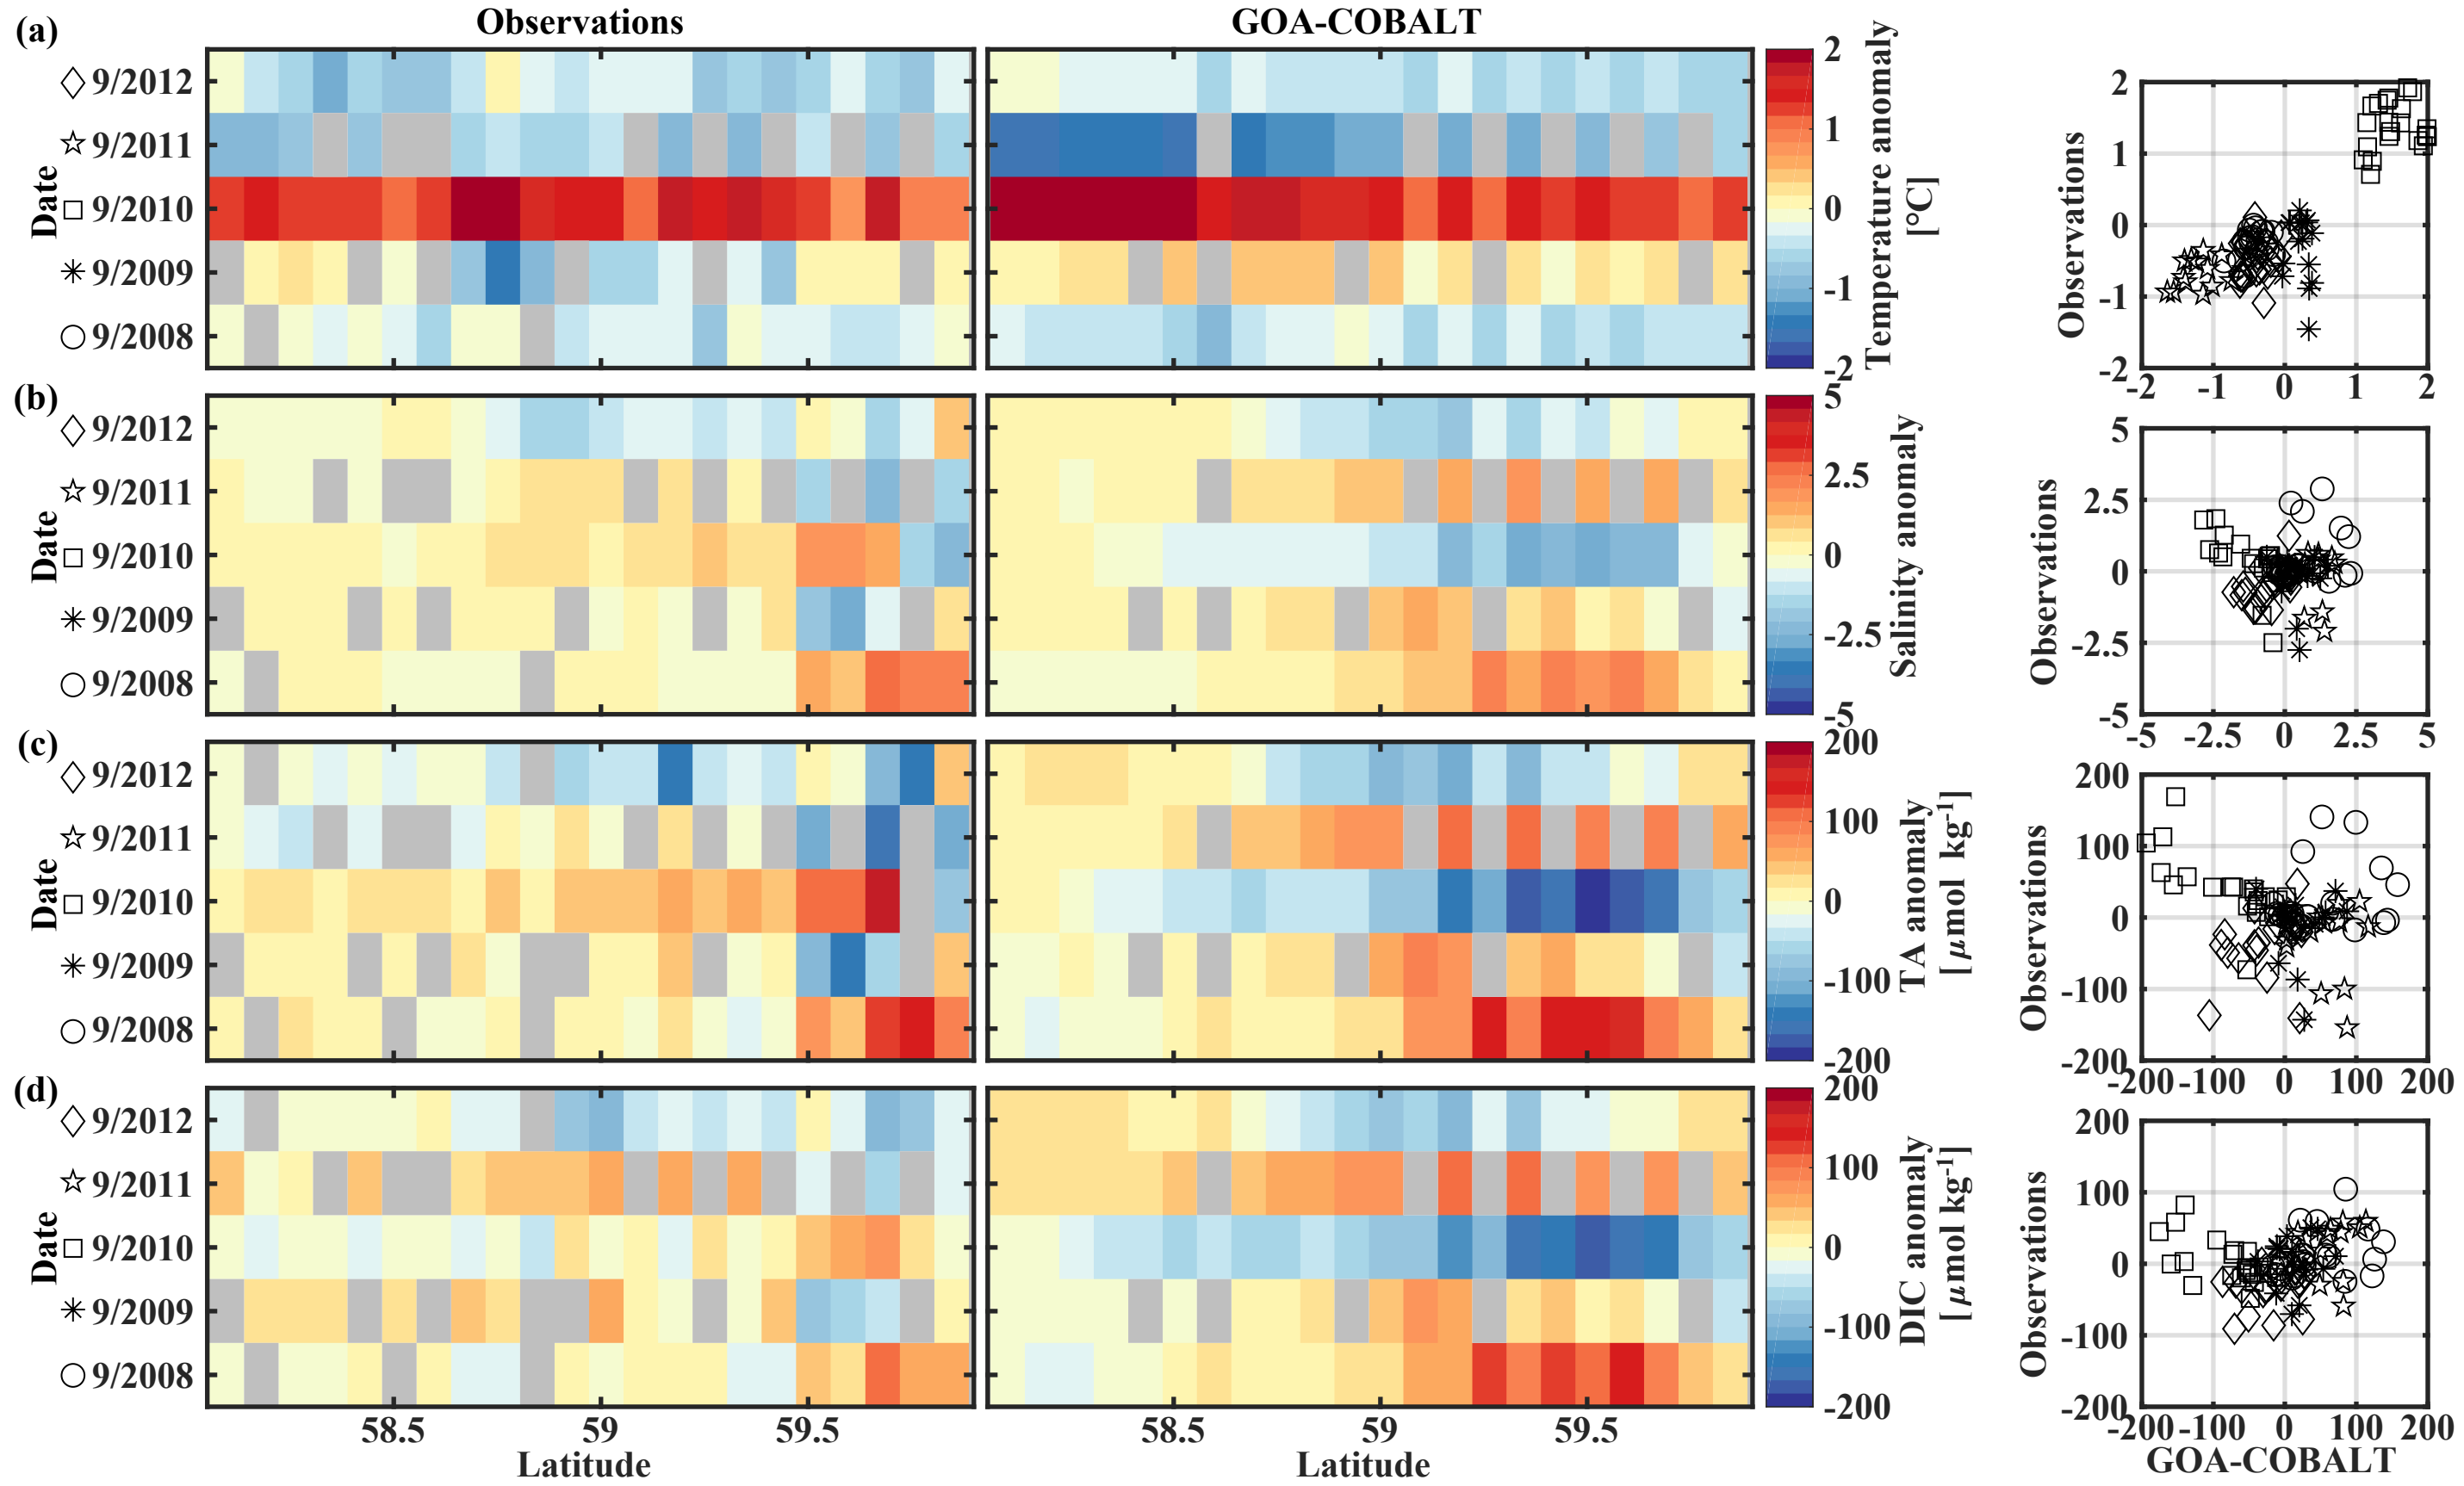 Observations GOA-COBALT
(a)
9/2012
9/2011
9/2010
9/2009
9/2008
Date
2
1
0
-1
-2
Temperature anomaly
[°C]
Observations
2
1
0
-1
-2
-2 -1 0 1 2
(b)
9/2012
9/2011
9/2010
9/2009
9/2008
Date
5
2.5
0
-2.5
-5
Salinity anomaly
Observations
5
2.5
0
-2.5
-5
-5 -2.5 0 2.5 5
(c)
9/2012
9/2011
9/2010
9/2009
9/2008
Date
200
100
0
-100
-200
TA anomaly
[ μmol kg-1]
Observations
200
100
0
-100
-200
-200 -100 0 100 200
(d)
9/2012
9/2011
9/2010
9/2009
9/2008
Date
200
100
0
-100
-200
DIC anomaly
[ μmol kg-1]
Observations
200
100
0
-100
-200
-200 -100 0 100 200
58.5 59 59.5 58.5 59 59.5
Latitude Latitude GOA-COBALT